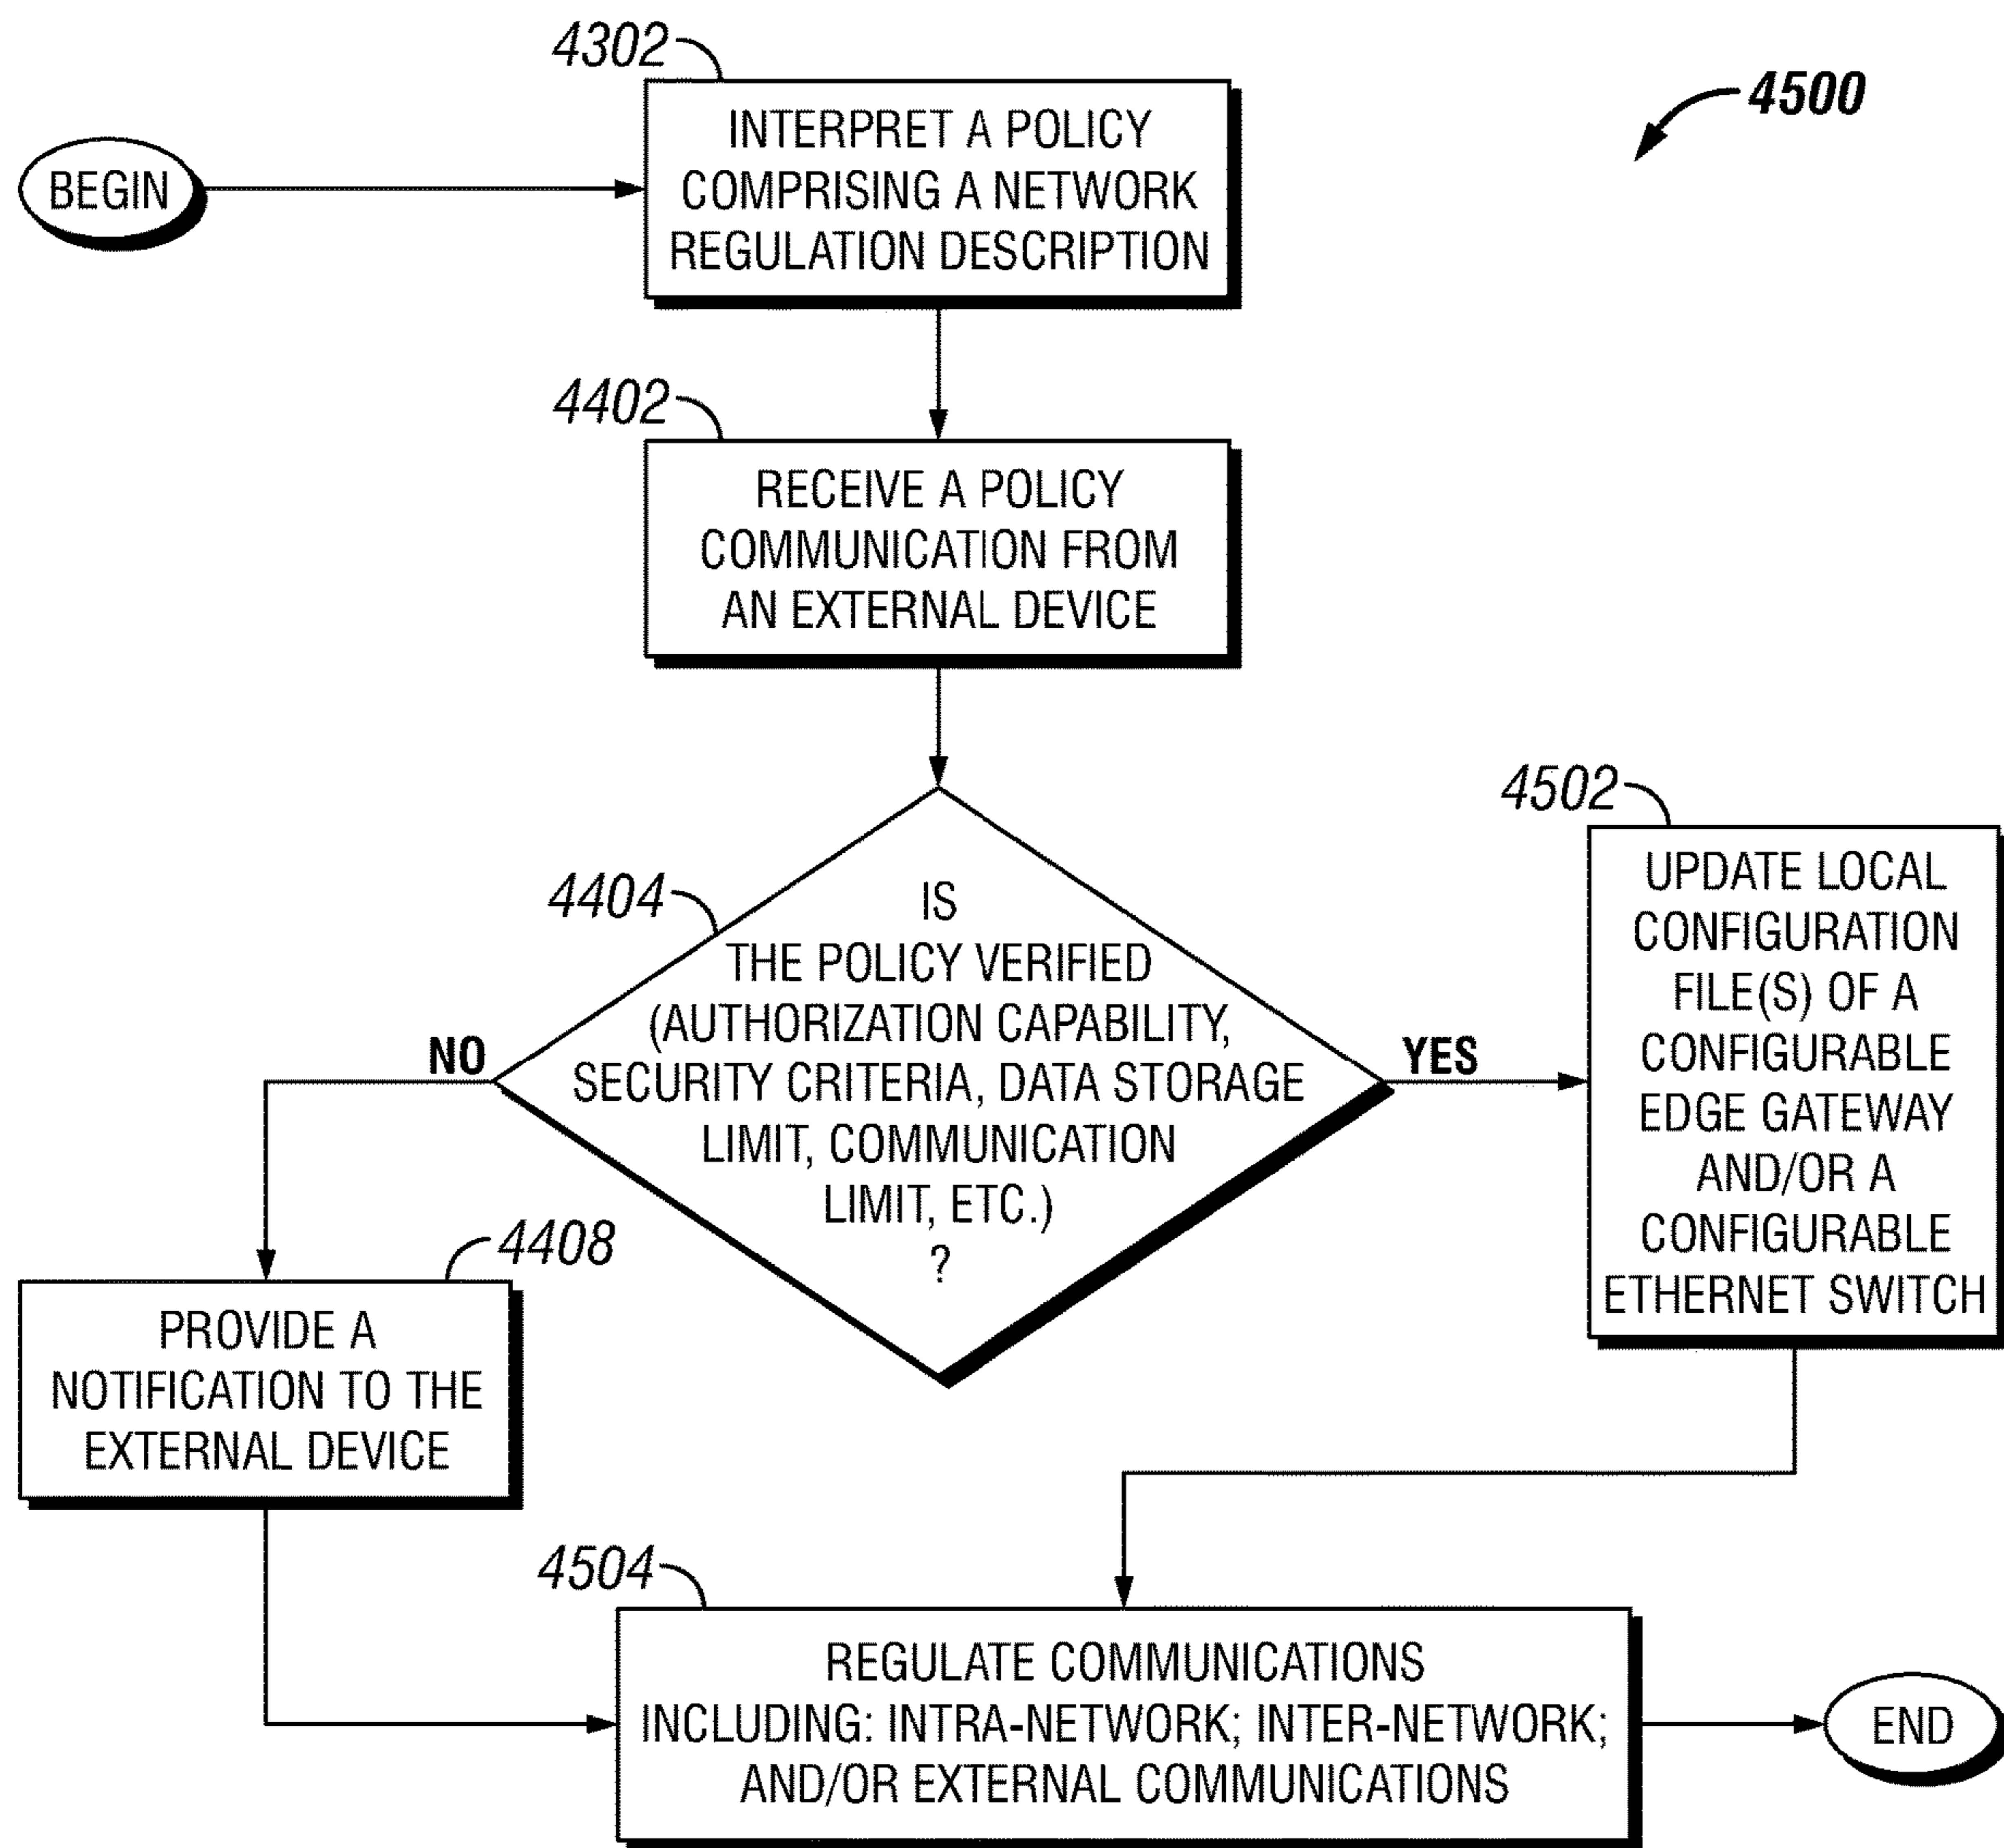 4302
4500
BEGIN
INTERPRET A POLICY
COMPRISING A NETWORK
REGULATION DESCRIPTION
4402
RECEIVE A POLICY
COMMUNICATION FROM
AN EXTERNAL DEVICE
4404
IS
THE POLICY VERIFIED
(AUTHORIZATION CAPABILITY,
SECURITY CRITERIA, DATA STORAGE
LIMIT, COMMUNICATION
LIMIT, ETC.)
?
NO
YES
4502
UPDATE LOCAL
CONFIGURATION
FILE(S) OF A
CONFIGURABLE
EDGE GATEWAY
AND/OR A
CONFIGURABLE
ETHERNET SWITCH
4408
PROVIDE A
NOTIFICATION TO THE
EXTERNAL DEVICE
4504
REGULATE COMMUNICATIONS
INCLUDING: INTRA-NETWORK; INTER-NETWORK;
AND/OR EXTERNAL COMMUNICATIONS
END